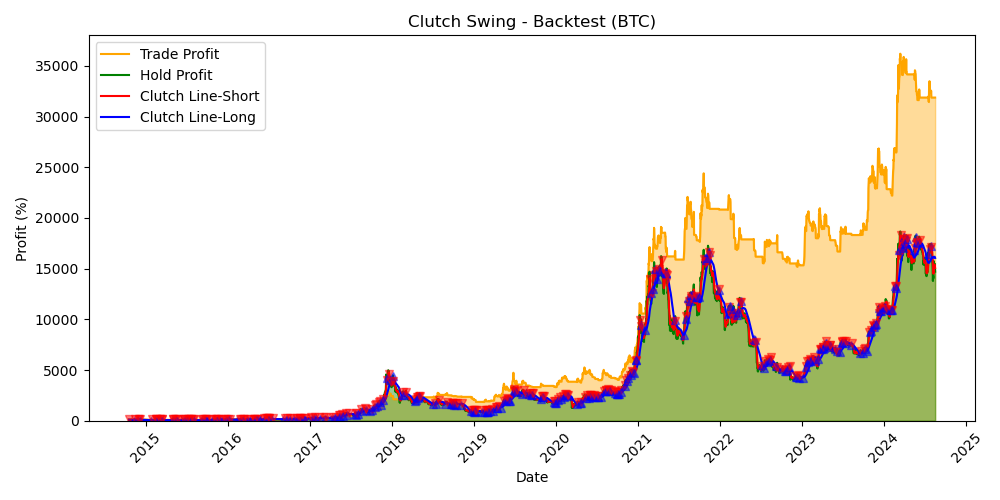 Clutch Swing - Backtest (BTC)
Trade Profit
Hold Profit
Clutch Line-Short
Clutch Line-Long
Profit (%)
35000
30000
25000
20000
15000
10000
5000
0
2015
2016
2017
2018
2019
2020
2021
2022
2023
2024
2025
Date